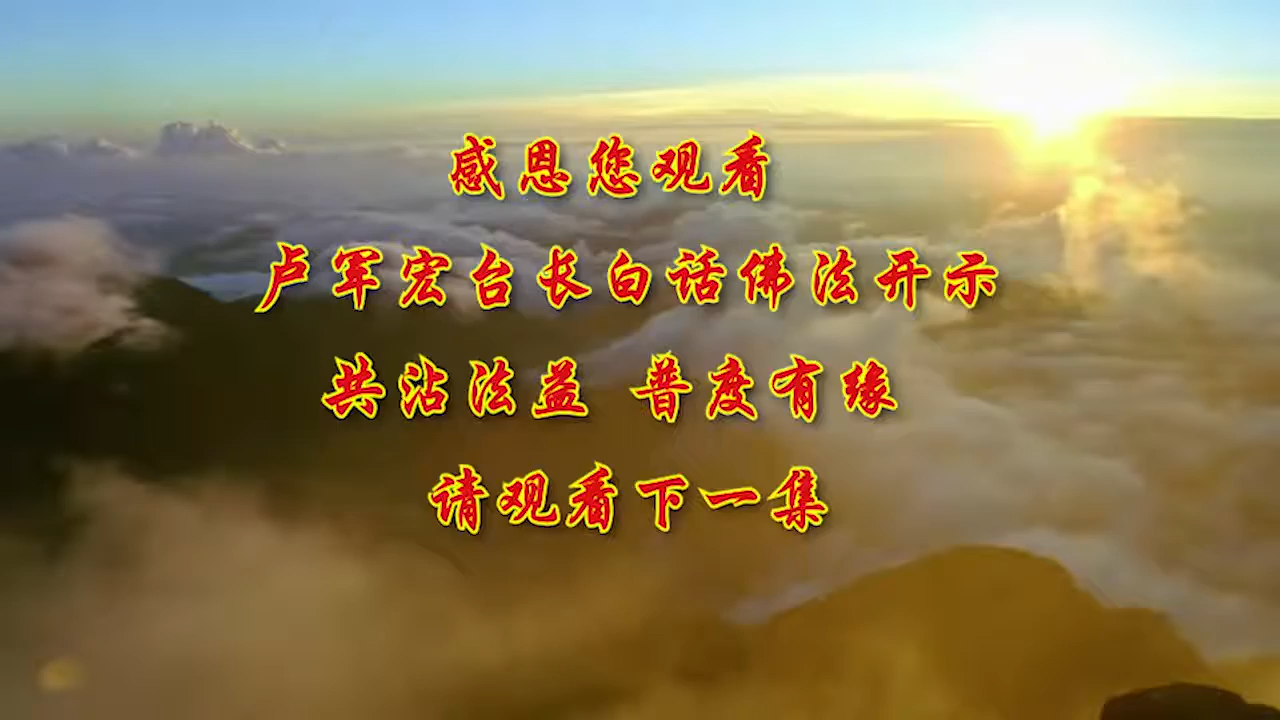 感恩您观看
卢军宏台长白话佛法开示
共沾法益 普度有缘
请观看下一集